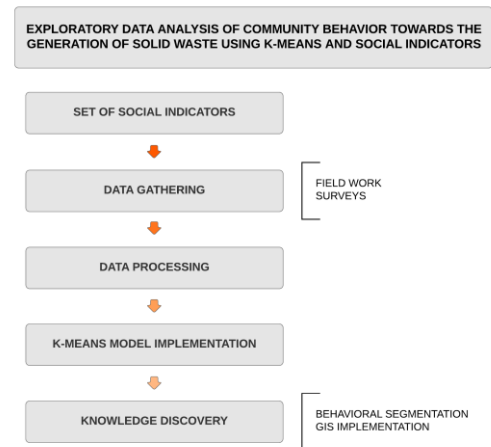 EXPLORATORY DATA ANALYSIS OF COMMUNITY BEHAVIOR TOWARDS THE
GENERATION OF SOLID WASTE USING K-MEANS AND SOCIAL INDICATORS
SET OF SOCIAL INDICATORS
DATA GATHERING
FIELD WORK
SURVEYS
DATA PROCESSING
K-MEANS MODEL IMPLEMENTATION
KNOWLEDGE DISCOVERY
BEHAVIORAL SEGMENTATION
GIS IMPLEMENTATION